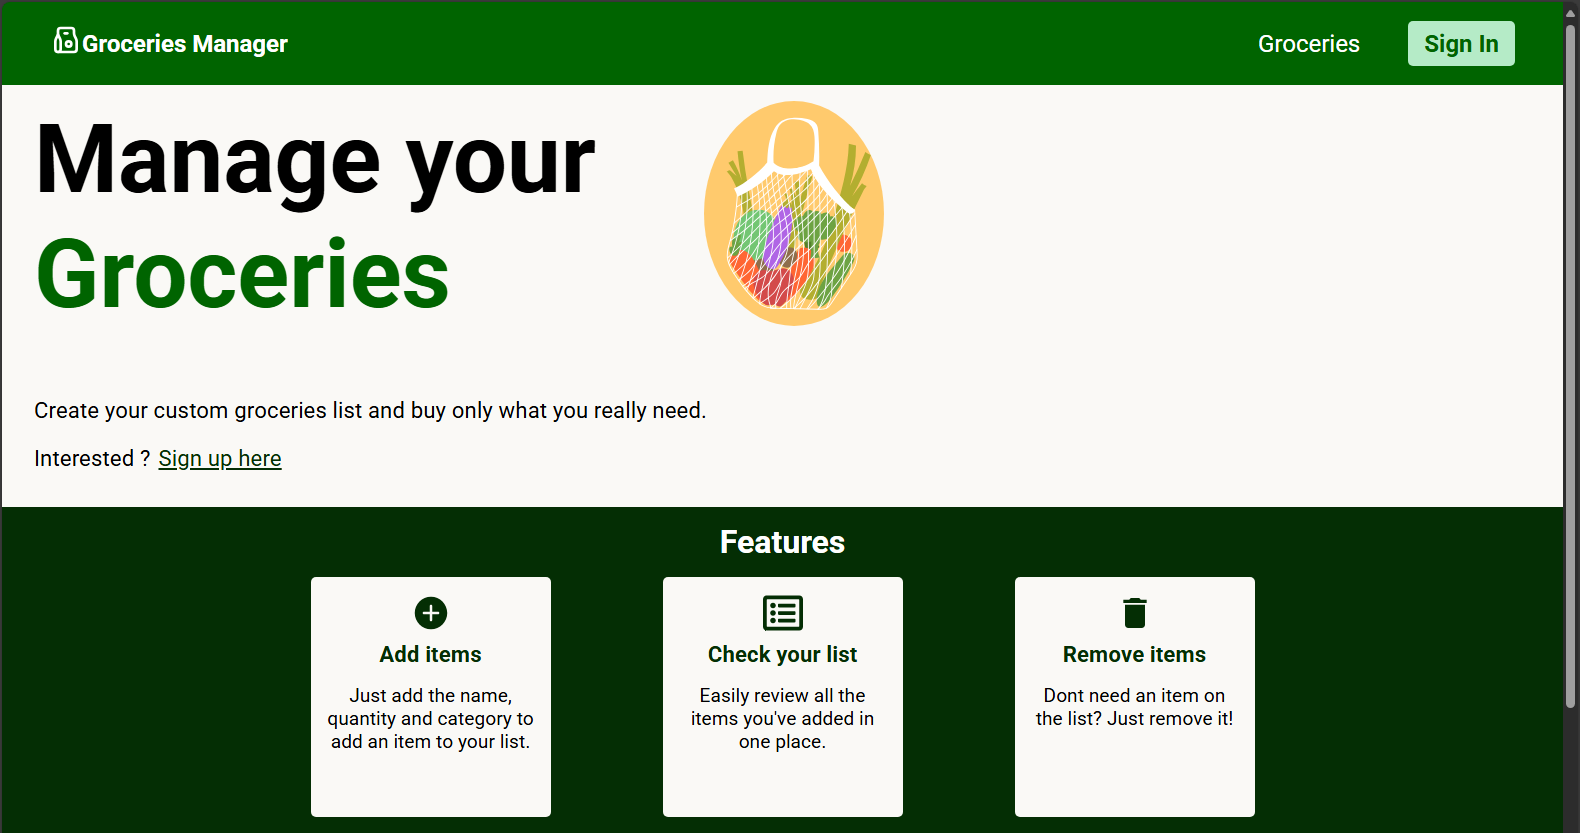 Groceries Manager
Groceries
Sign In
Manage your
Groceries
Create your custom groceries list and buy only what you really need.
Interested ? Sign up here
Features
Add items
Just add the name,
quantity and category to
add an item to your list.
Check your list
Easily review all the
items you've added in
one place.
Remove items
Dont need an item on
the list? Just remove it!